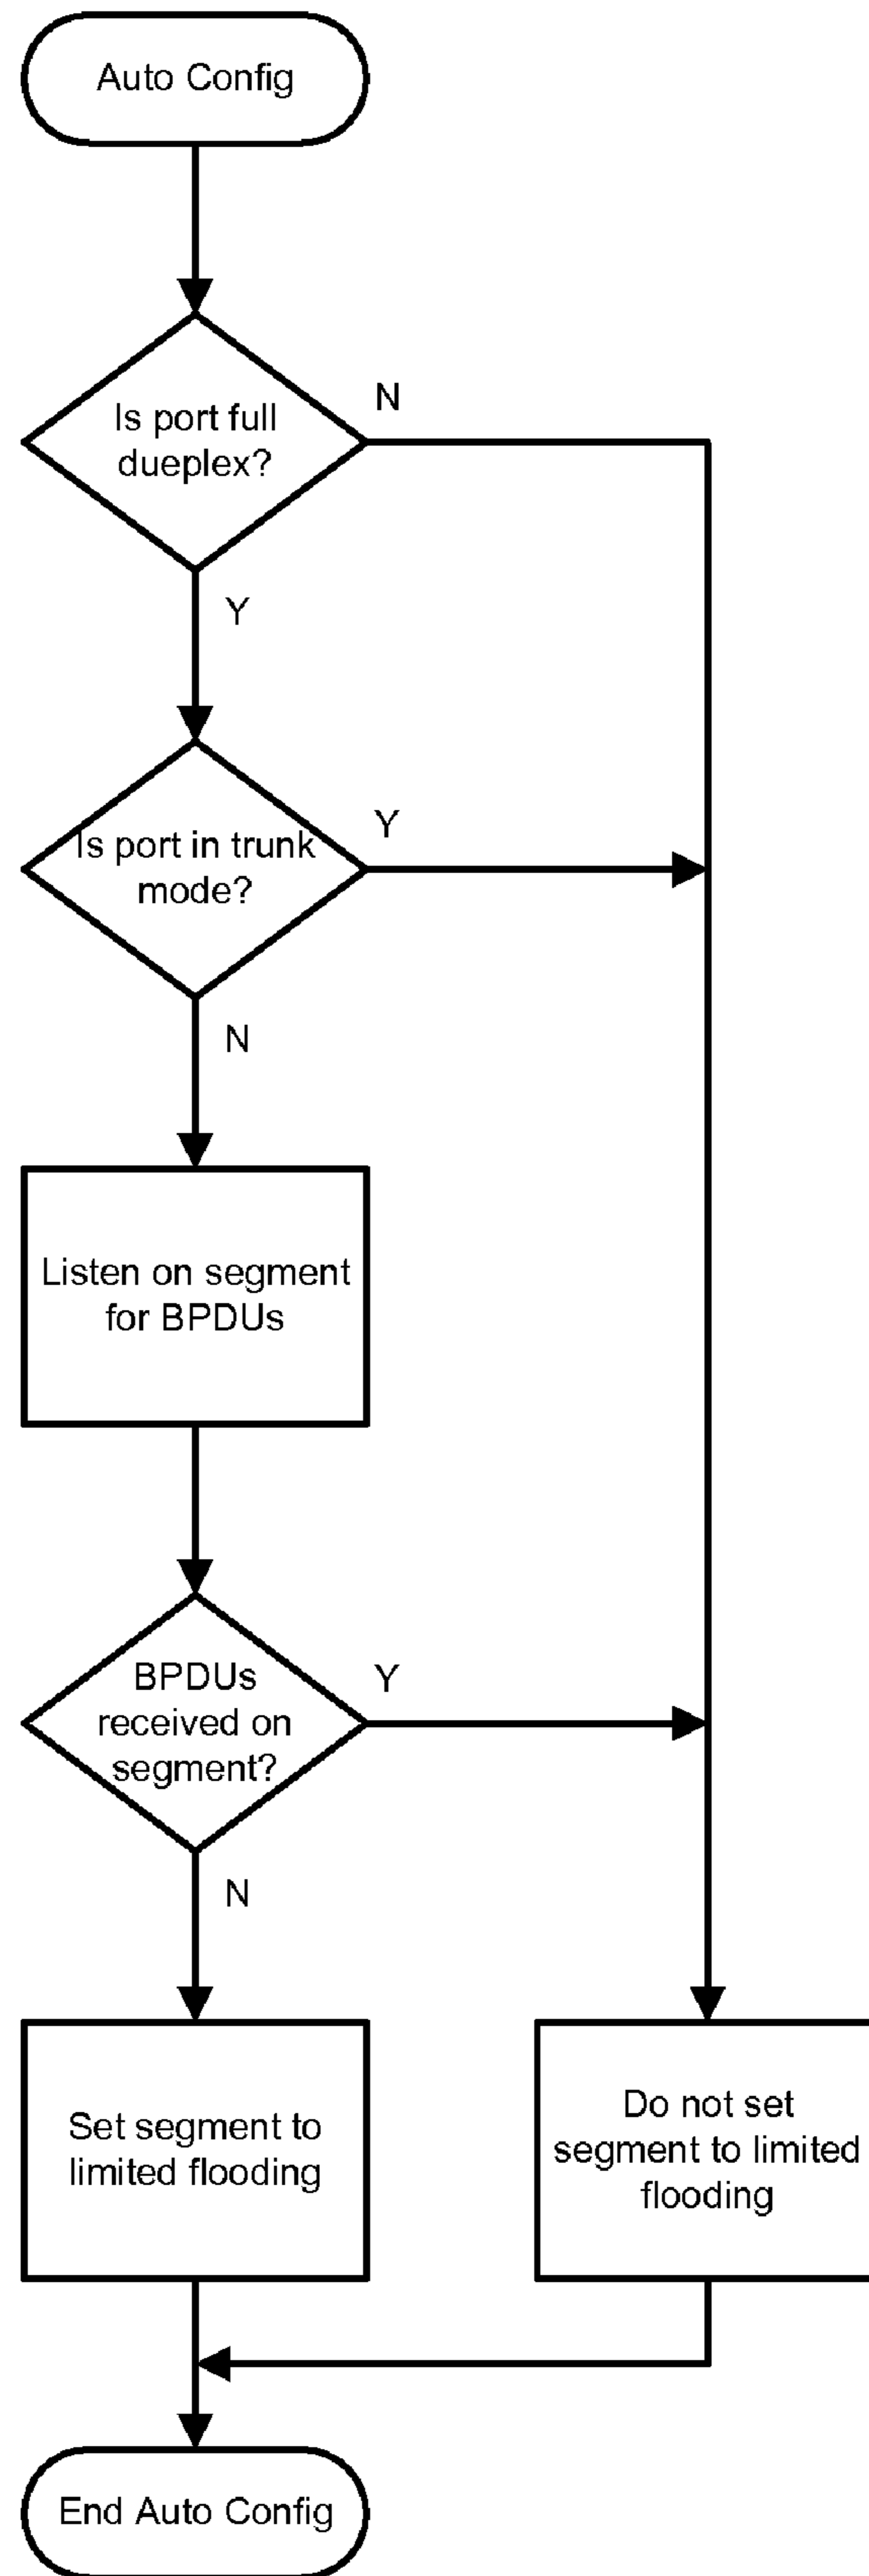 Auto Config
Is port full
dueplex?
N
Y
Is port in trunk
mode?
Y
N
Listen on segment
for BPDUs
BPDUs
received on
segment?
Y
N
Set segment to
limited flooding
Do not set
segment to limited
flooding
End Auto Config